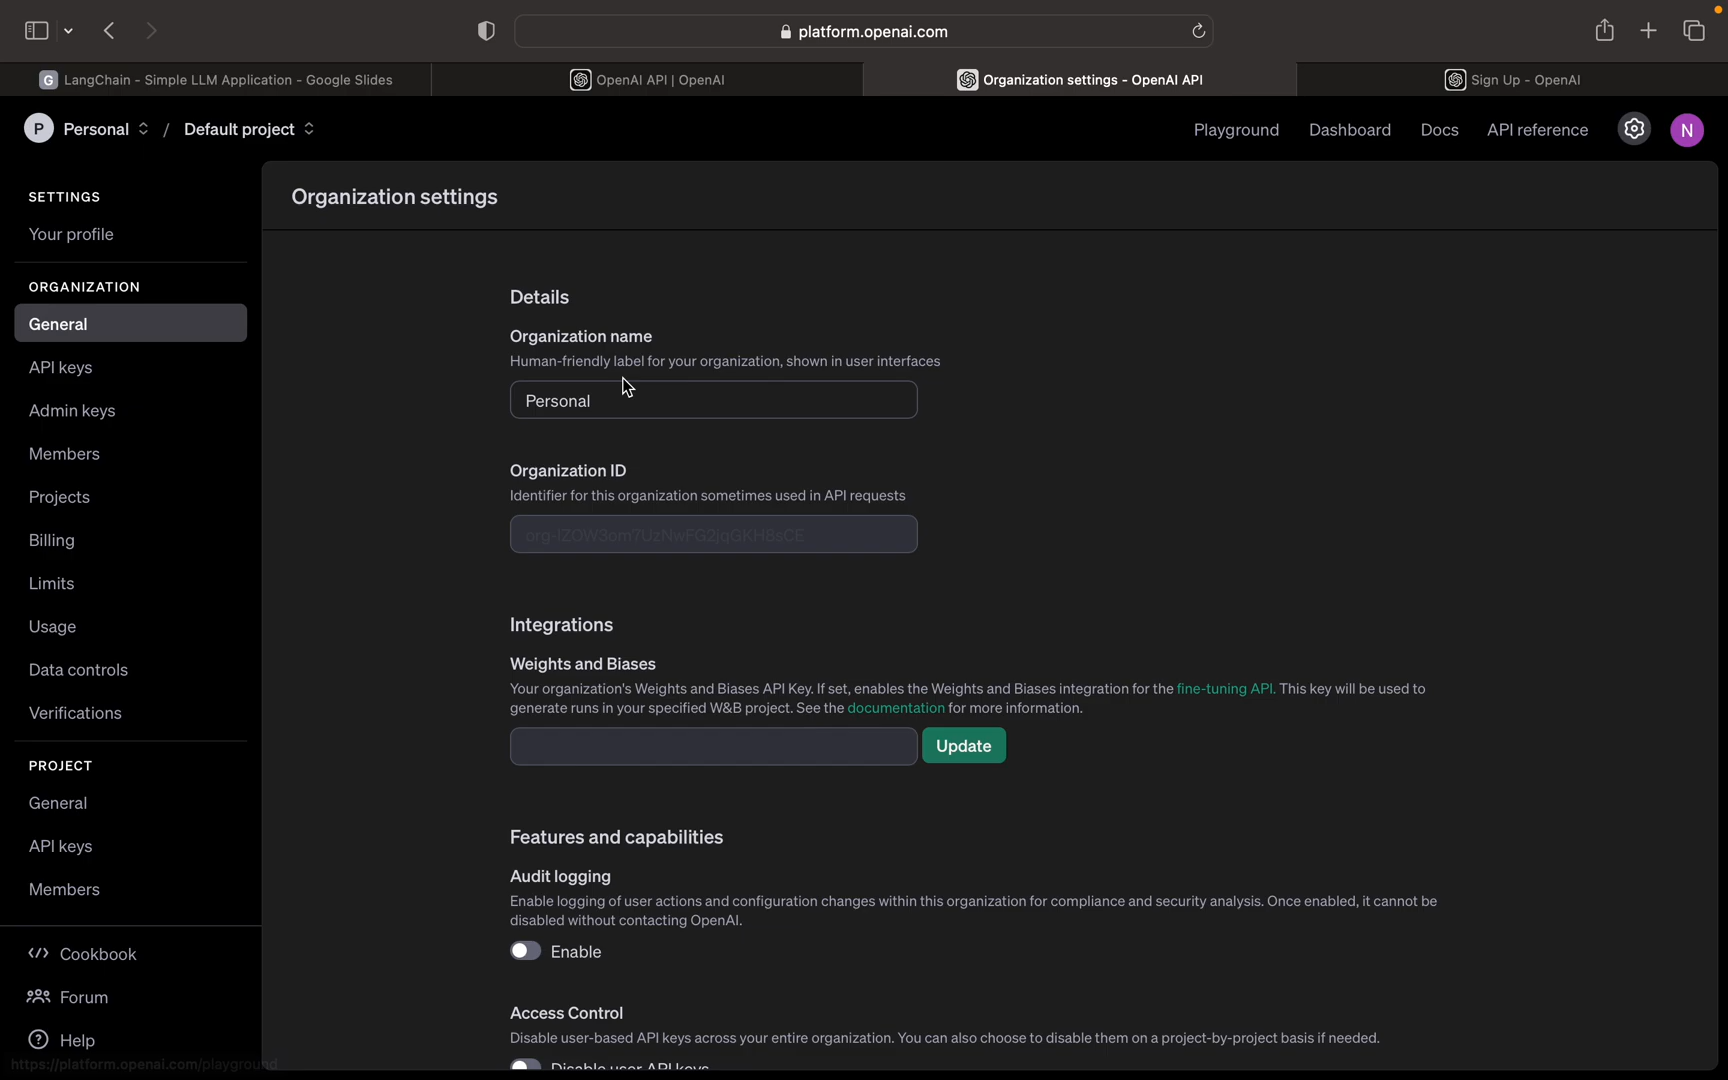 platform.openai.com
G LangChain - Simple LLM Application - Google Slides
OpenAI API | OpenAI
Organization settings - OpenAI API
Sign Up - OpenAI
P Personal / Default project
Playground Dashboard Docs API reference N
SETTINGS
Your profile
ORGANIZATION
General
API keys
Admin keys
Members
Projects
Billing
Limits
Usage
Data controls
Verifications
PROJECT
General
API keys
Members
Cookbook
Forum
Help
https://platform.openai.com/playground
Organization settings
Details
Organization name
Human-friendly label for your organization, shown in user interfaces
Personal
Organization ID
Identifier for this organization sometimes used in API requests
Integrations
Weights and Biases
Your organization's Weights and Biases API Key. If set, enables the Weights and Biases integration for the fine-tuning API. This key will be used to
generate runs in your specified W&B project. See the documentation for more information.
Update
Features and capabilities
Audit logging
Enable logging of user actions and configuration changes within this organization for compliance and security analysis. Once enabled, it cannot be
disabled without contacting OpenAI.
Enable
Access Control
Disable user-based API keys across your entire organization. You can also choose to disable them on a project-by-project basis if needed.
Disable user API keys